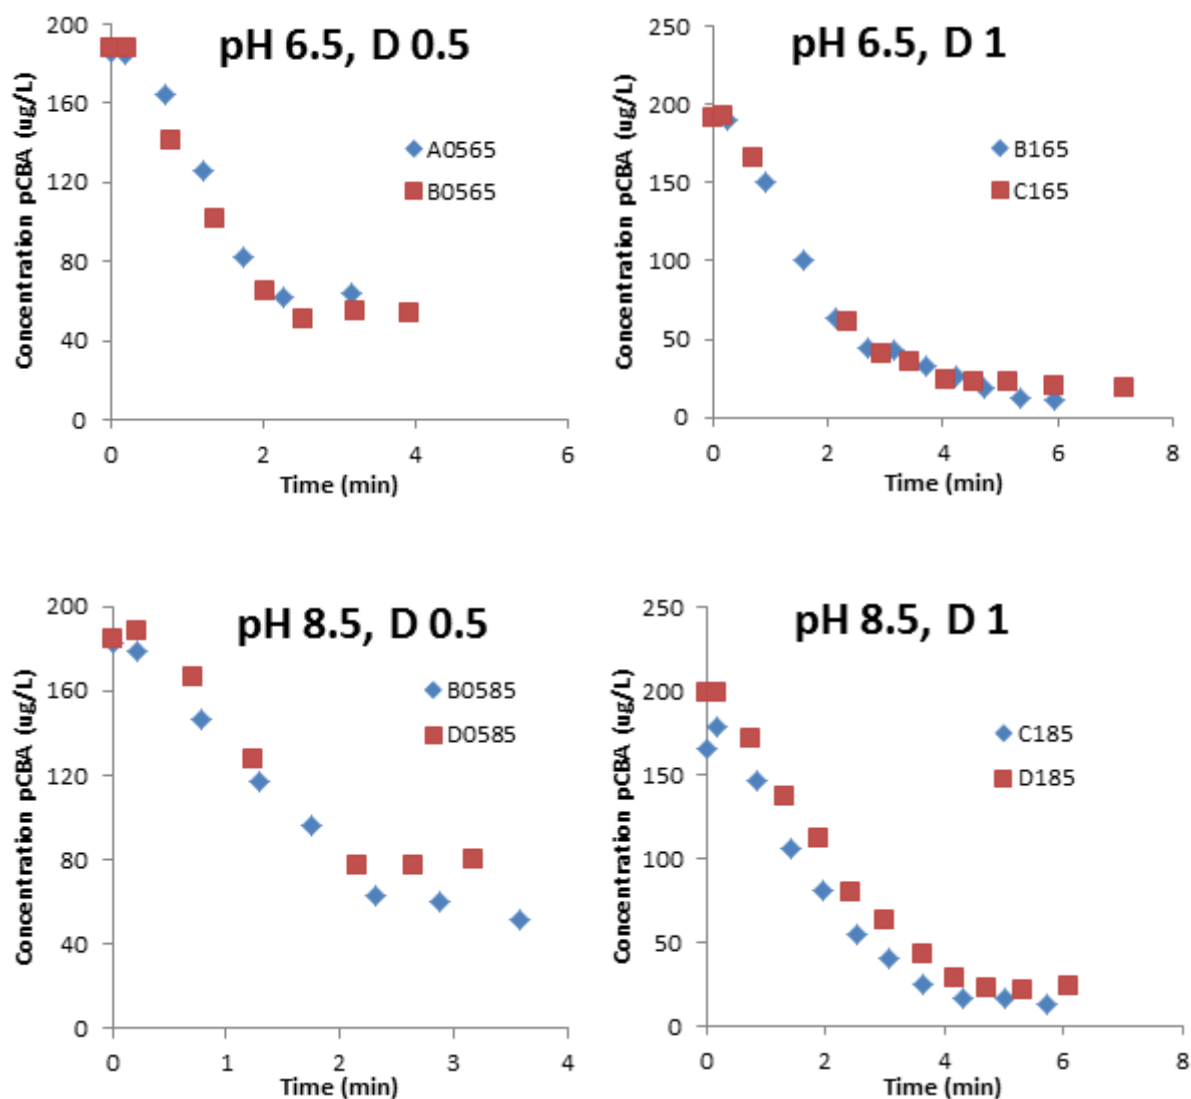 pH 6.5, D 0.5
Concentration pCBA (ug/L)
200
160
120
80
40
0
A0565
B0565
0 2 4 6
Time (min)
pH 6.5, D 1
Concentration pCBA (ug/L)
250
200
150
100
50
0
B165
C165
0 2 4 6 8
Time (min)
pH 8.5, D 0.5
Concentration pCBA (ug/L)
200
160
120
80
40
0
B0585
D0585
0 1 2 3 4
Time (min)
pH 8.5, D 1
Concentration pCBA (ug/L)
250
200
150
100
50
0
C185
D185
0 2 4 6 8
Time (min)